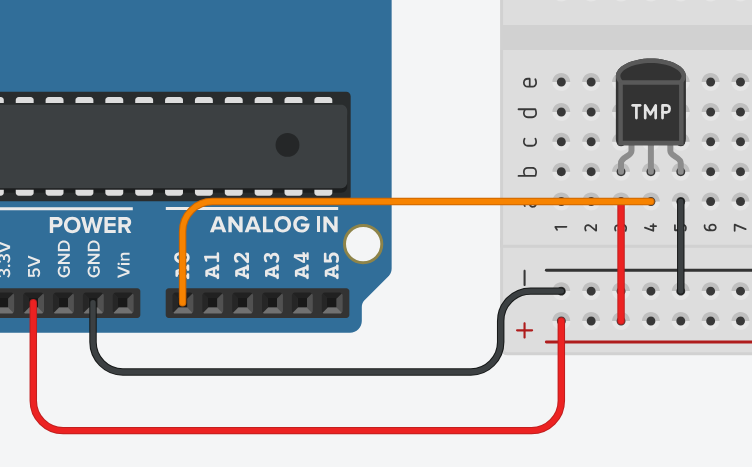 e
d
c
b
a
TMP
1 2 3 4 5 6 7
POWER
ANALOG IN
3.3V 5V GND GND Vin
A0 A1 A2 A3 A4 A5
−
+